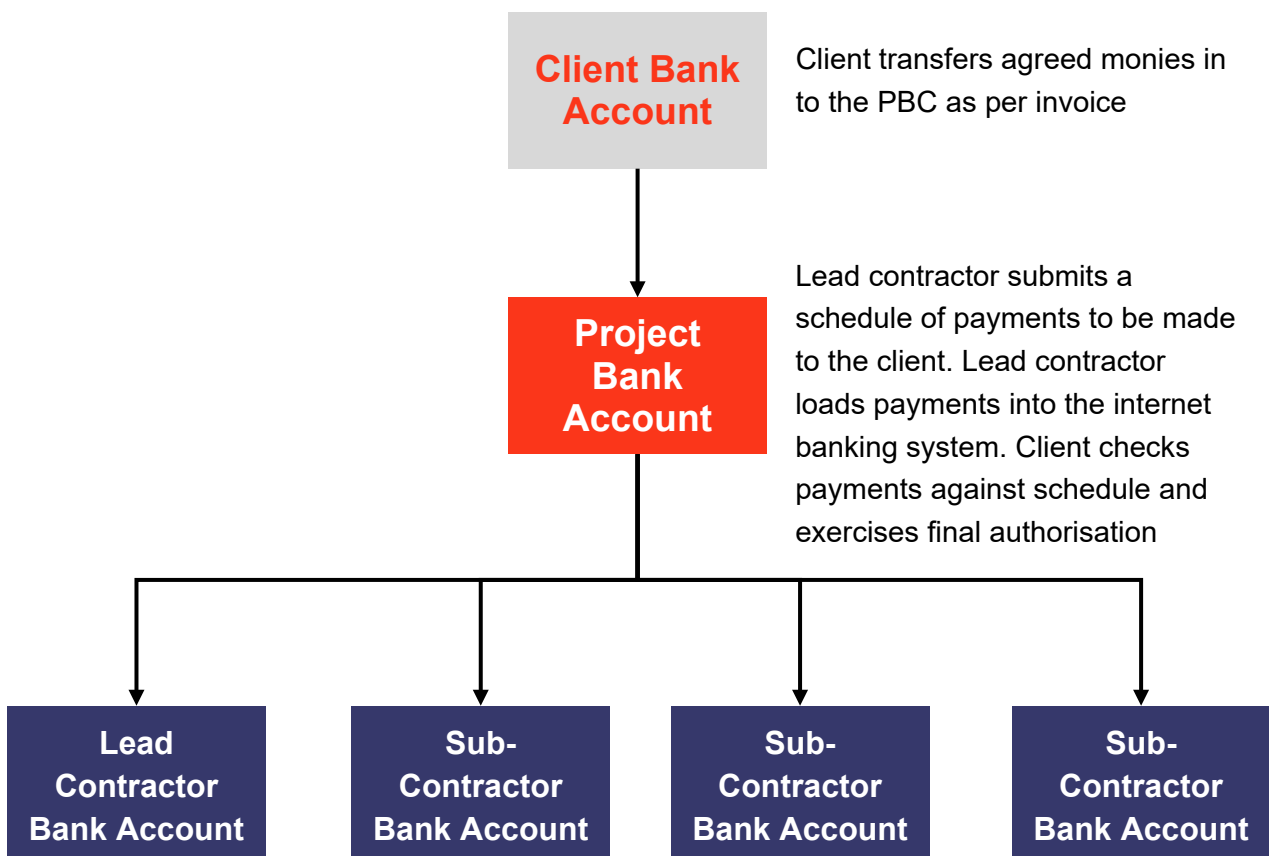 Client Bank
Account
Client transfers agreed monies in
to the PBC as per invoice
Project
Bank
Account
Lead contractor submits a
schedule of payments to be made
to the client. Lead contractor
loads payments into the internet
banking system. Client checks
payments against schedule and
exercises final authorisation
Lead
Contractor
Bank Account
Sub-
Contractor
Bank Account
Sub-
Contractor
Bank Account
Sub-
Contractor
Bank Account